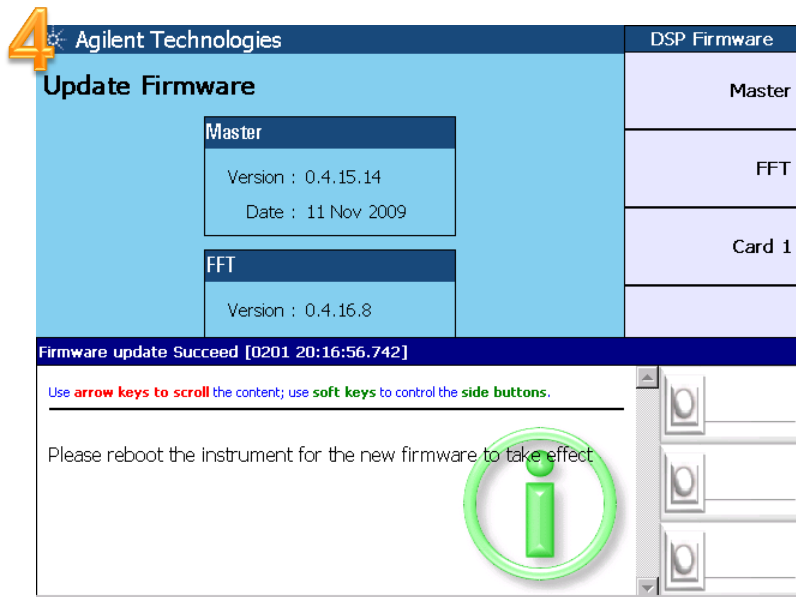 4
Agilent Technologies
DSP Firmware
Update Firmware
Master
Master
Version : 0.4.15.14
Date : 11 Nov 2009
FFT
Card 1
FFT
Version : 0.4.16.8
Firmware update Succeed [0201 20:16:56.742]
Use arrow keys to scroll the content; use soft keys to control the side buttons.
Please reboot the instrument for the new firmware to take effect